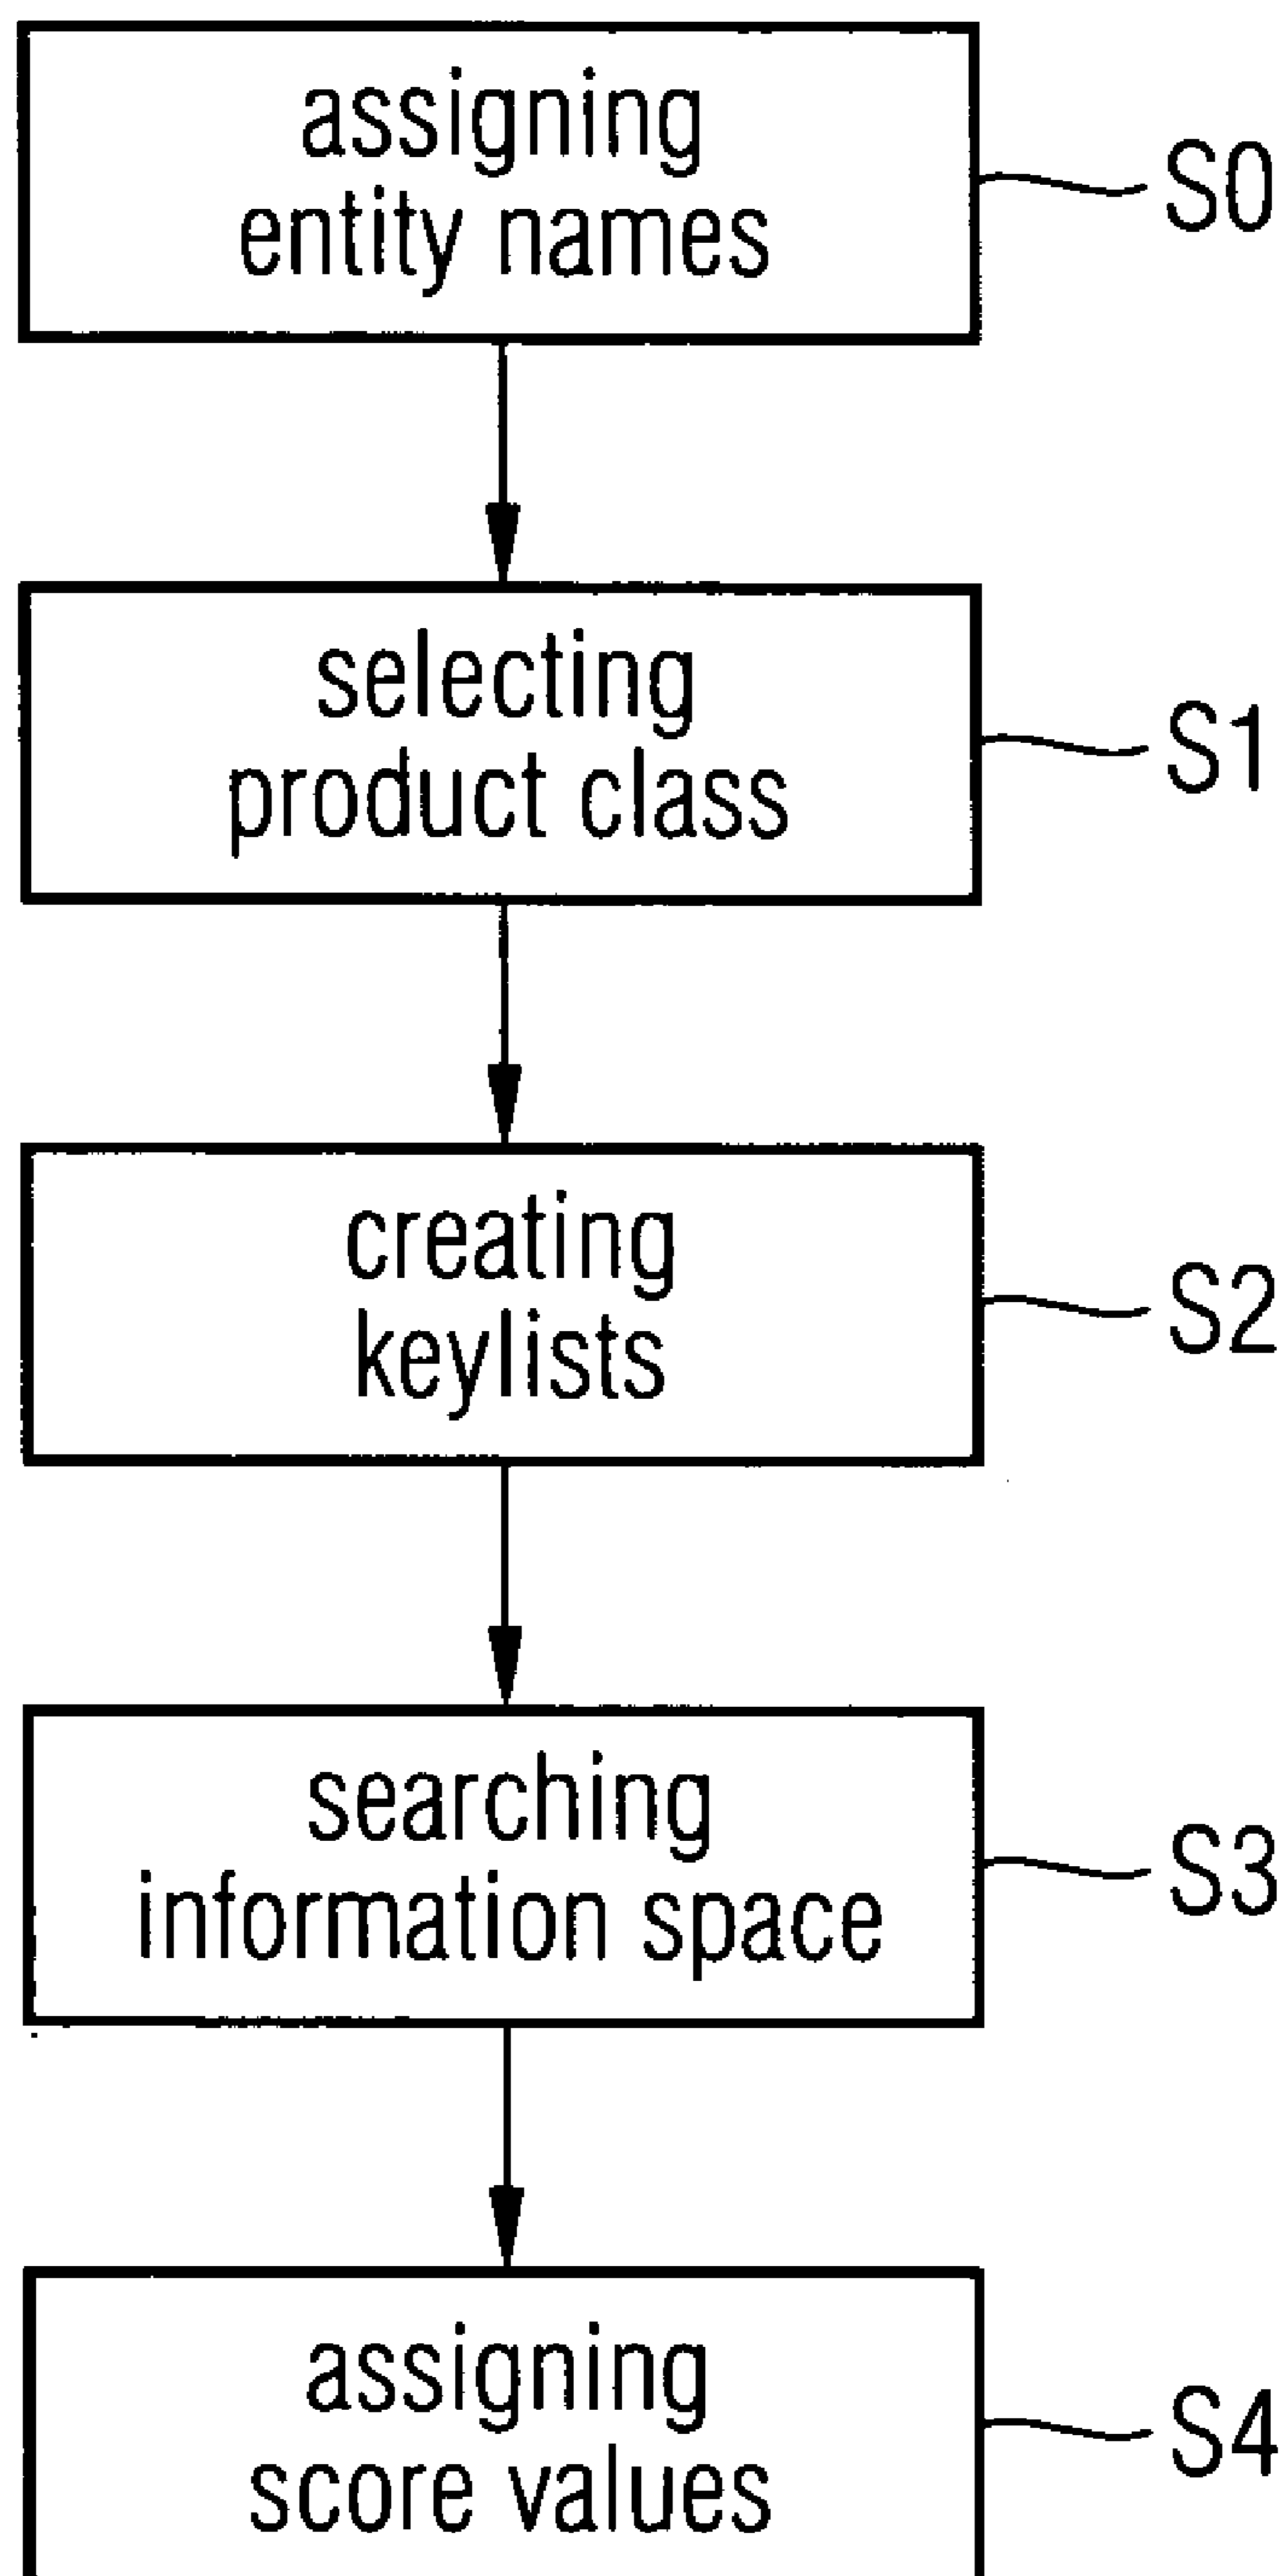 assigning
entity names
S0
selecting
product class
S1
creating
keylists
S2
searching
information space
S3
assigning
score values
S4